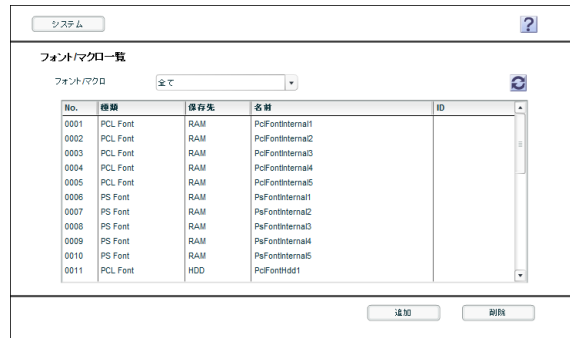 システム
?
フォント/マクロ一覧
フォント/マクロ 全て
No. 種類 保存先 名前 ID
0001 PCL Font RAM PclFontInternal1
0002 PCL Font RAM PclFontInternal2
0003 PCL Font RAM PclFontInternal3
0004 PCL Font RAM PclFontInternal4
0005 PCL Font RAM PclFontInternal5
0006 PS Font RAM PsFontInternal1
0007 PS Font RAM PsFontInternal2
0008 PS Font RAM PsFontInternal3
0009 PS Font RAM PsFontInternal4
0010 PS Font RAM PsFontInternal5
0011 PCL Font HDD PclFontHdd1
追加 削除